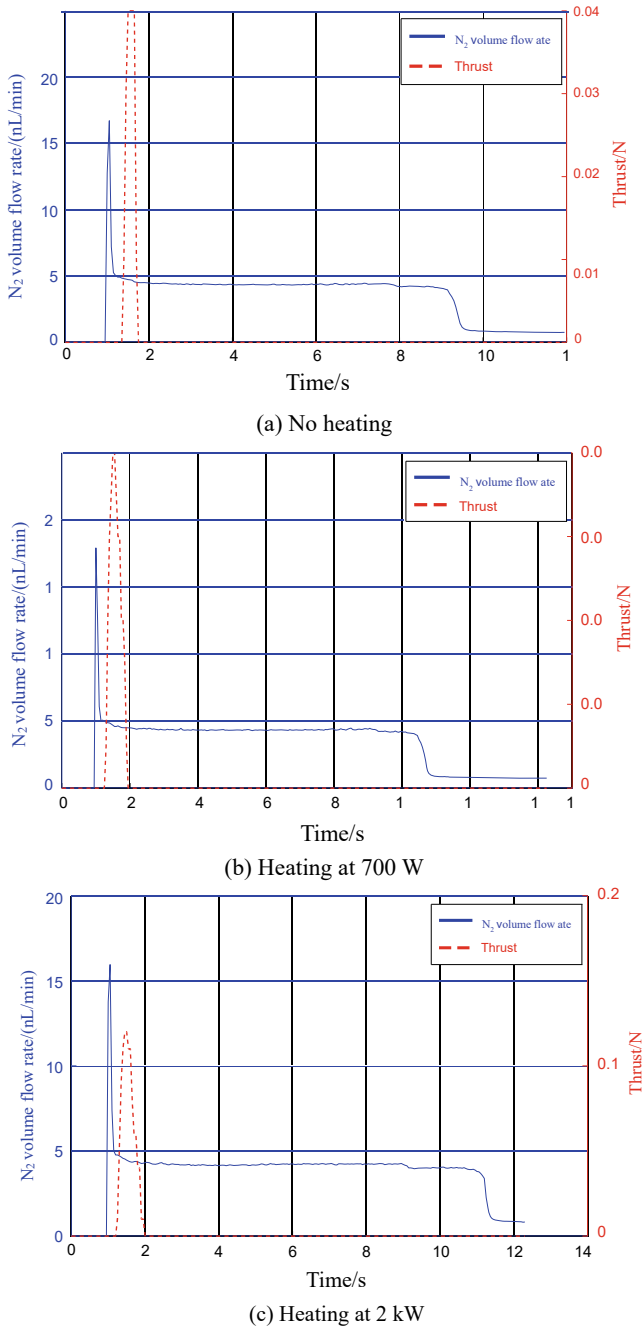 N₂ volume flow ate
Thrust
20
15
10
5
0
0.04
0.03
0.02
0.01
0
N₂ volume flow rate/(nL/min)
Thrust/N
0 2 4 6 8 10 1
Time/s
(a) No heating
N₂ volume flow ate
Thrust
2
1
1
5
0
0.0
0.0
0.0
0.0
0
N₂ volume flow rate/(nL/min)
Thrust/N
0 2 4 6 8 1 1 1 1
Time/s
(b) Heating at 700 W
N₂ volume flow ate
Thrust
20
15
10
5
0
0.2
0.1
0
N₂ volume flow rate/(nL/min)
Thrust/N
0 2 4 6 8 10 12 14
Time/s
(c) Heating at 2 kW